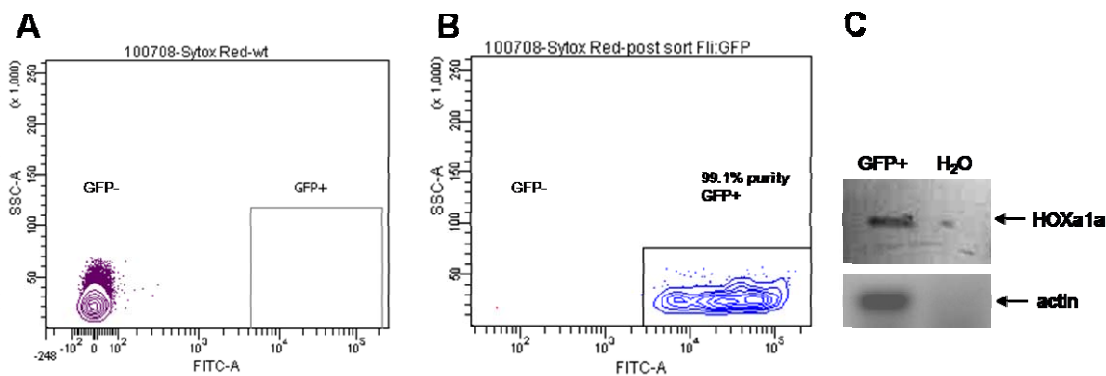 A
100708-Sytox Red-wt
SSC-A
(x 1,000)
250
200
150
100
50
GFP-
GFP+
-248
-10²
0
10²
10³
10⁴
10⁵
FITC-A
B
100708-Sytox Red-post sort Fli:GFP
SSC-A
(x 1,000)
250
200
150
100
50
GFP-
99.1% purity
GFP+
10²
10³
10⁴
10⁵
FITC-A
C
GFP+ H₂O
HOXa1a
actin